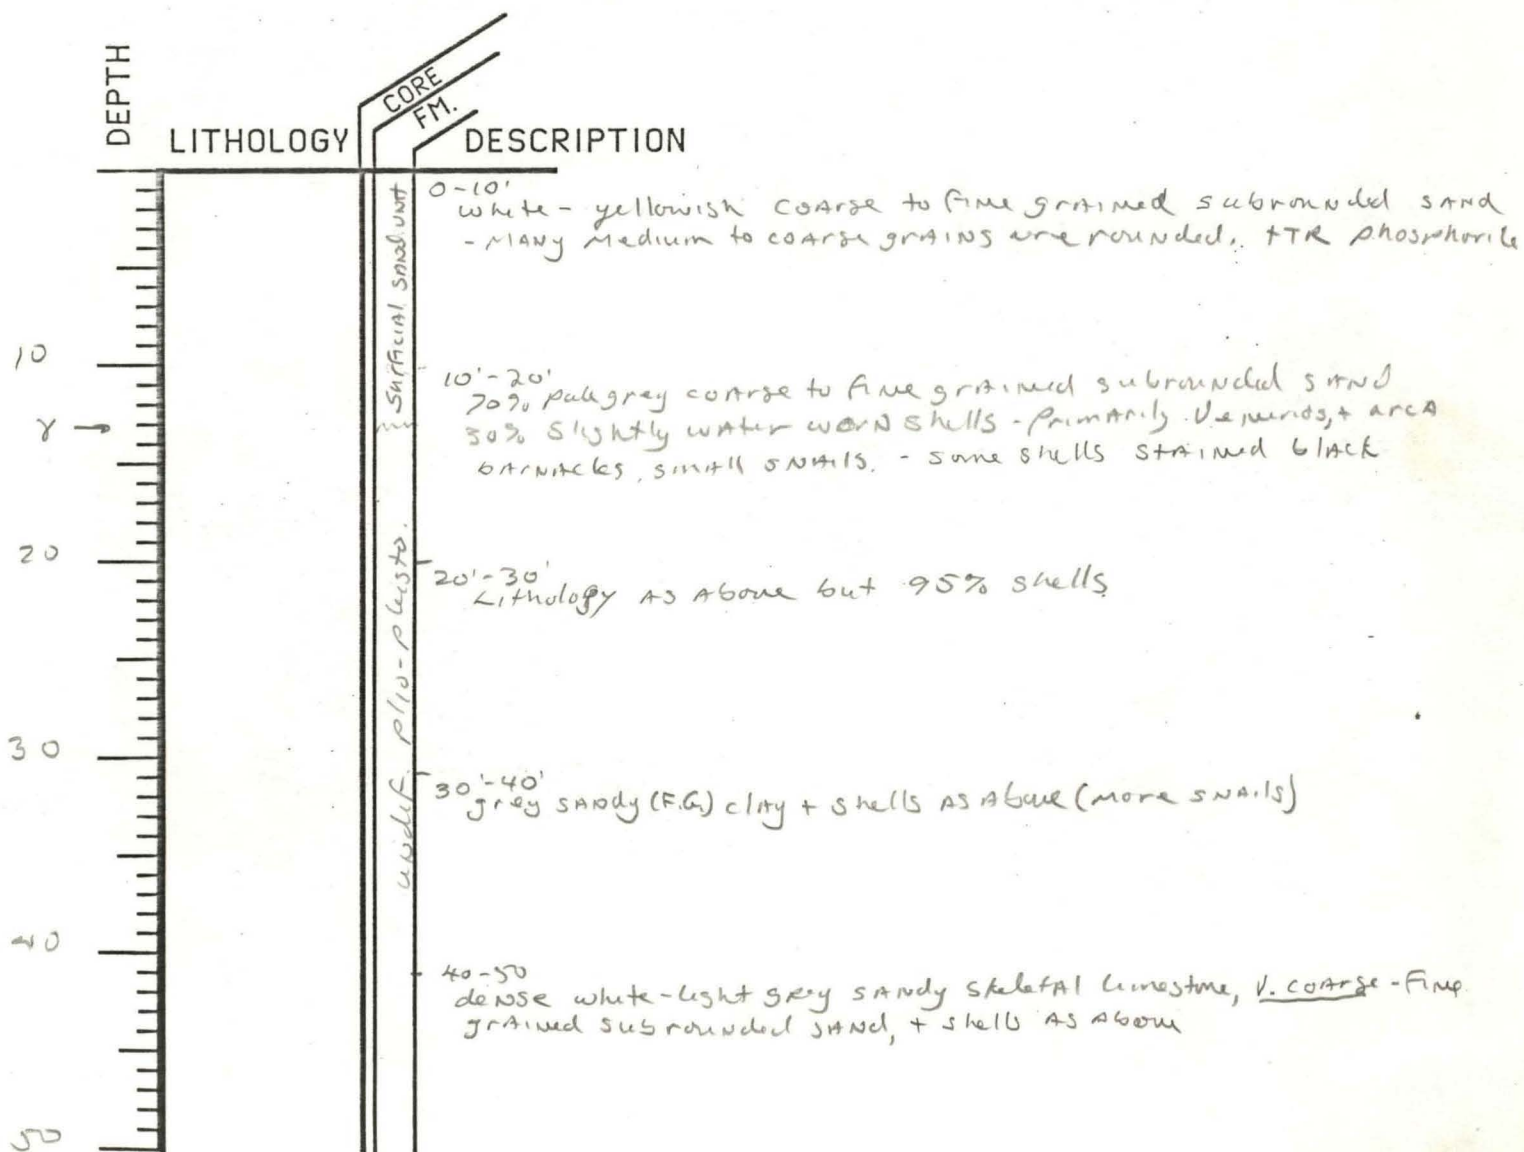 DEPTH
LITHOLOGY
CORE
FM.
DESCRIPTION
Surficial sand unit
undif. plio-pleisto.
10
γ →
20
30
40
50
0-10'
white - yellowish coarse to fine grained subrounded sand
- Many medium to coarse grains are rounded. + TR phosphorite
10'-20'
70% pale grey coarse to fine grained subrounded sand
30% slightly water worn shells - primarily Venerids, + arca
barnacles, small snails. - some shells stained black
20'-30'
Lithology as above but 95% shells
30'-40'
grey sandy (F.G.) clay + shells as above (more snails)
40-50
dense white-light grey sandy skeletal limestone, V. coarse - fine
grained subrounded sand, + shells as above